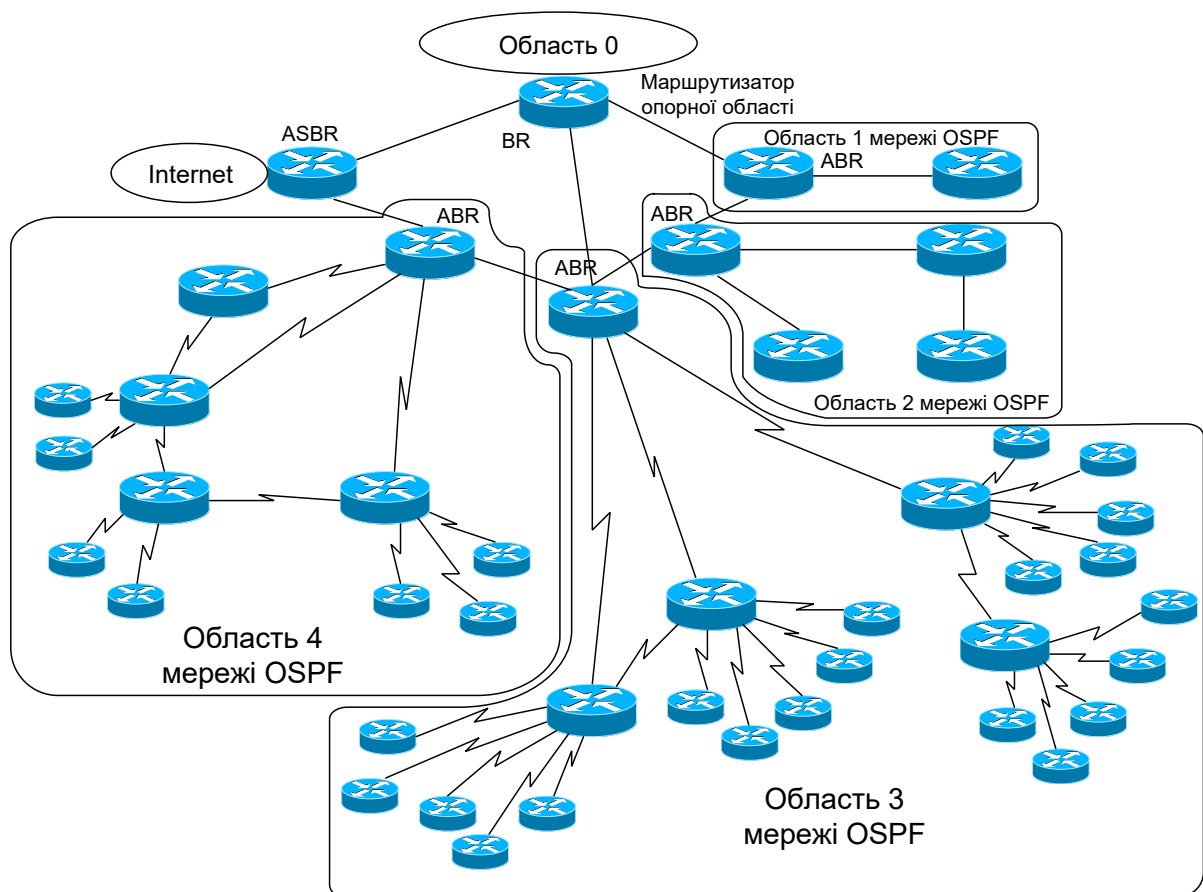 Область 0
Маршрутизатор
опорної області
ASBR
BR
Область 1 мережі OSPF
ABR
Internet
ABR
ABR
ABR
Область 2 мережі OSPF
Область 4
мережі OSPF
Область 3
мережі OSPF